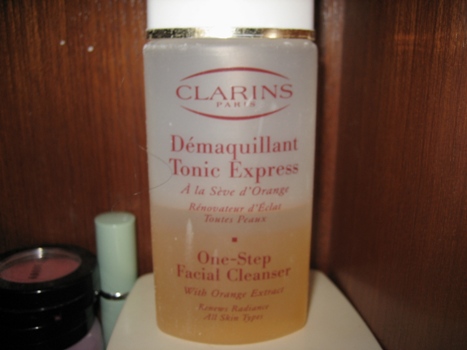 CLARINS
PARIS
Démaquillant
Tonic Express
À la Sève d'Orange
Rénovateur d'Éclat
Toutes Peaux
One-Step
Facial Cleanser
With Orange Extract
Renews Radiance
All Skin Types